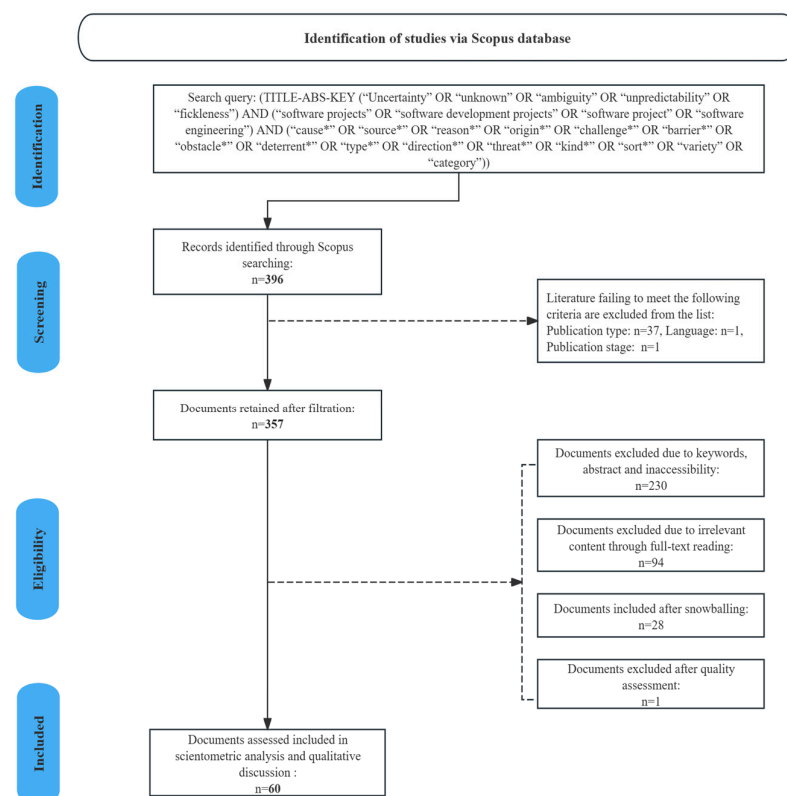 Identification of studies via Scopus database
Identification
Search query: (TITLE-ABS-KEY (“Uncertainty” OR “unknown” OR “ambiguity” OR “unpredictability” OR
“fickleness”) AND (“software projects” OR “software development projects” OR “software project” OR “software
engineering”) AND (“cause*” OR “source*” OR “reason*” OR “origin*” OR “challenge*” OR “barrier*” OR
“obstacle*” OR “deterrent*” OR “type*” OR “direction*” OR “threat*” OR “kind*” OR “sort*” OR “variety” OR
“category”))
Screening
Records identified through Scopus
searching:
n=396
Literature failing to meet the following
criteria are excluded from the list:
Publication type: n=37, Language: n=1,
Publication stage: n=1
Documents retained after filtration:
n=357
Eligibility
Documents excluded due to keywords,
abstract and inaccessibility:
n=230
Documents excluded due to irrelevant
content through full-text reading:
n=94
Documents included after snowballing:
n=28
Documents excluded after quality
assessment:
n=1
Included
Documents assessed included in
scientometric analysis and qualitative
discussion :
n=60